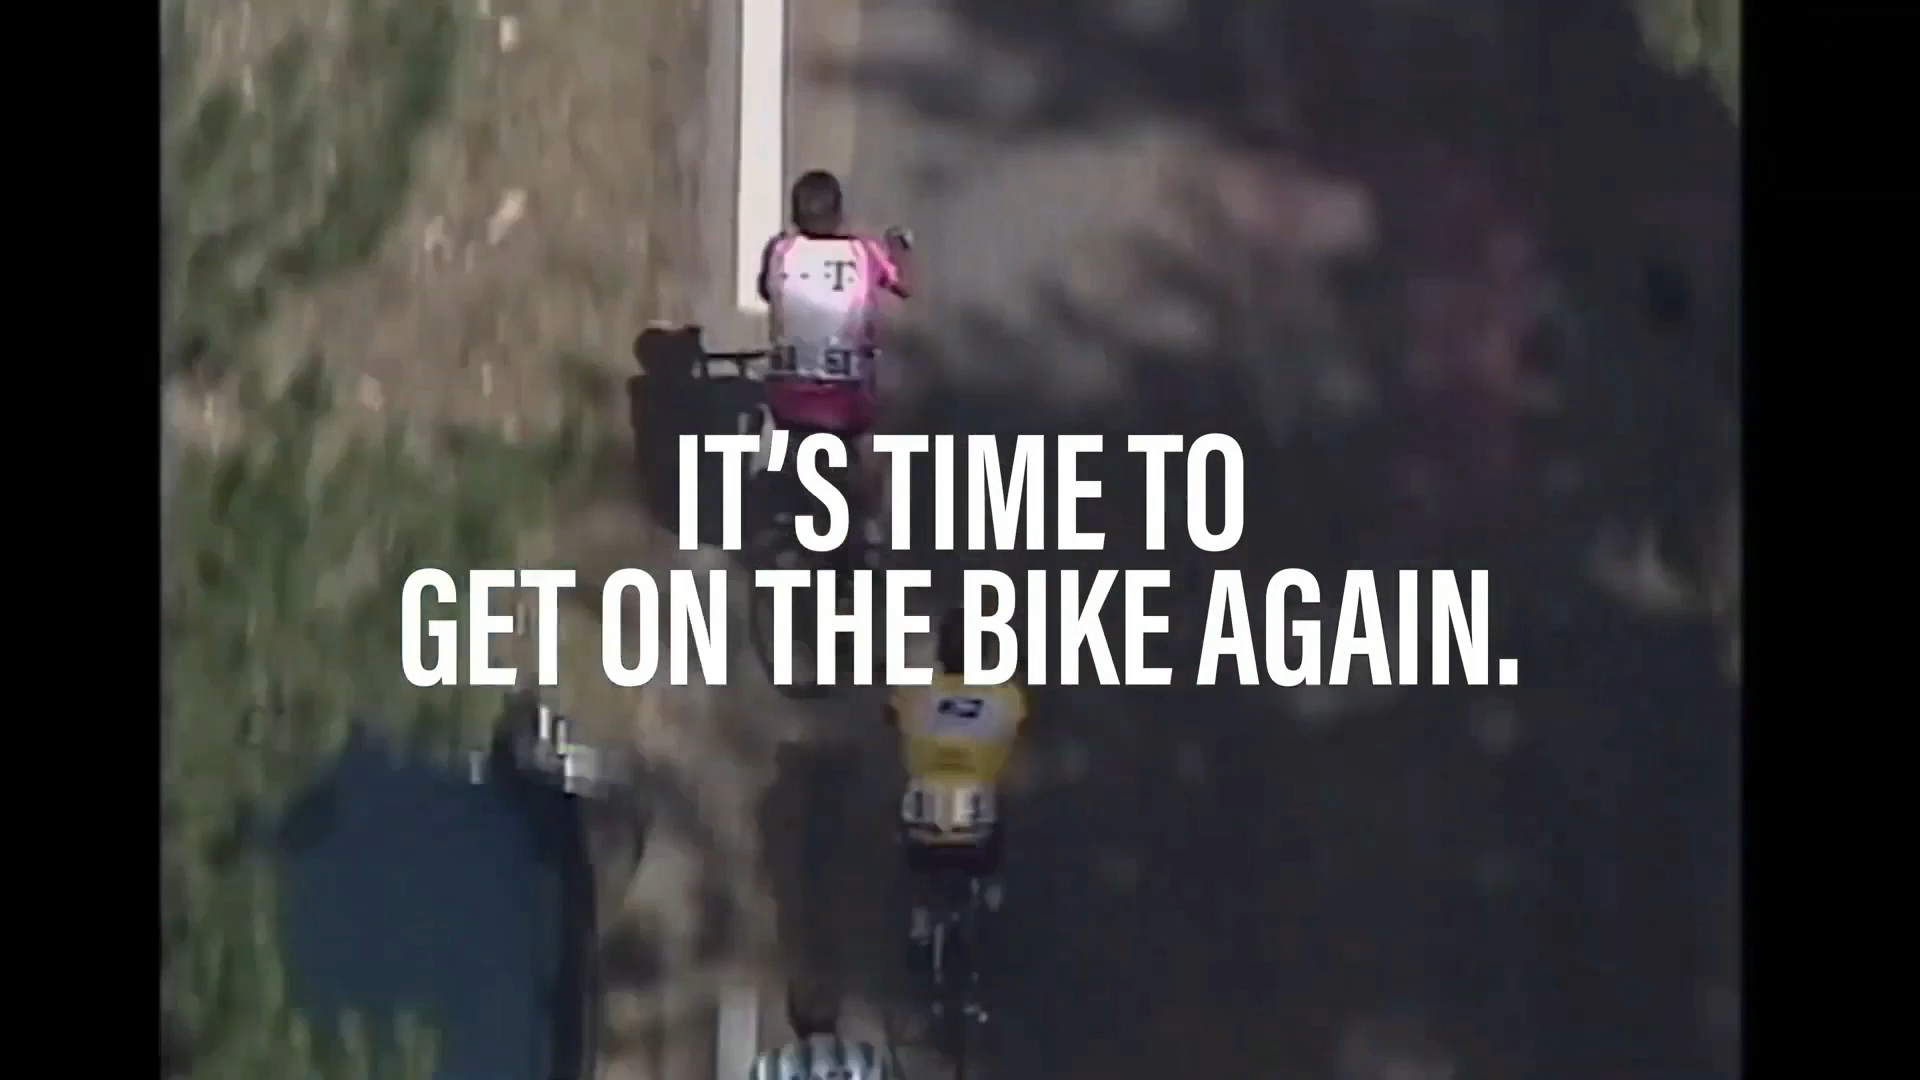 T
IT’S TIME TO
GET ON THE BIKE AGAIN.